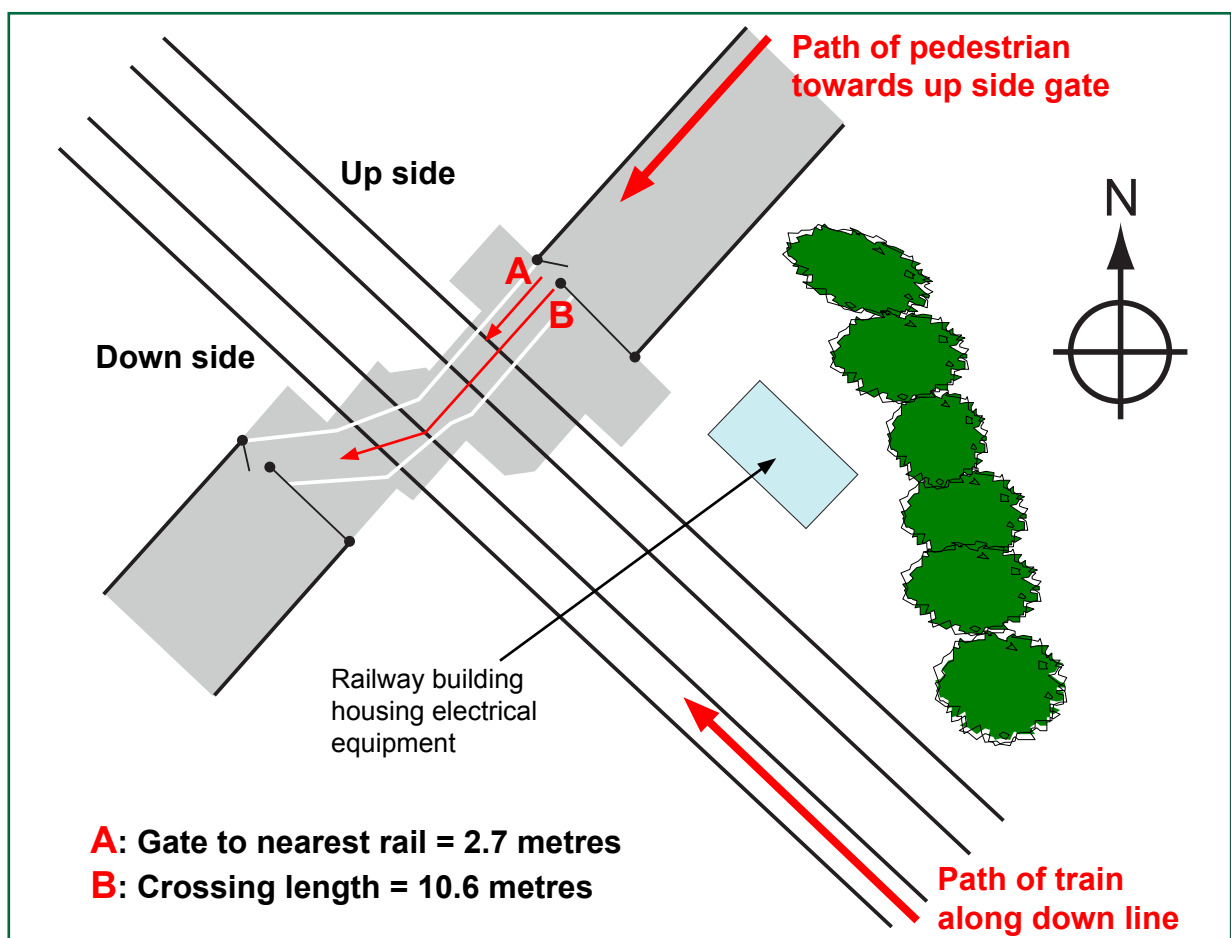 Path of pedestrian
towards up side gate
Up side
N
A
B
Down side
Railway building
housing electrical
equipment
A: Gate to nearest rail = 2.7 metres
B: Crossing length = 10.6 metres
Path of train
along down line